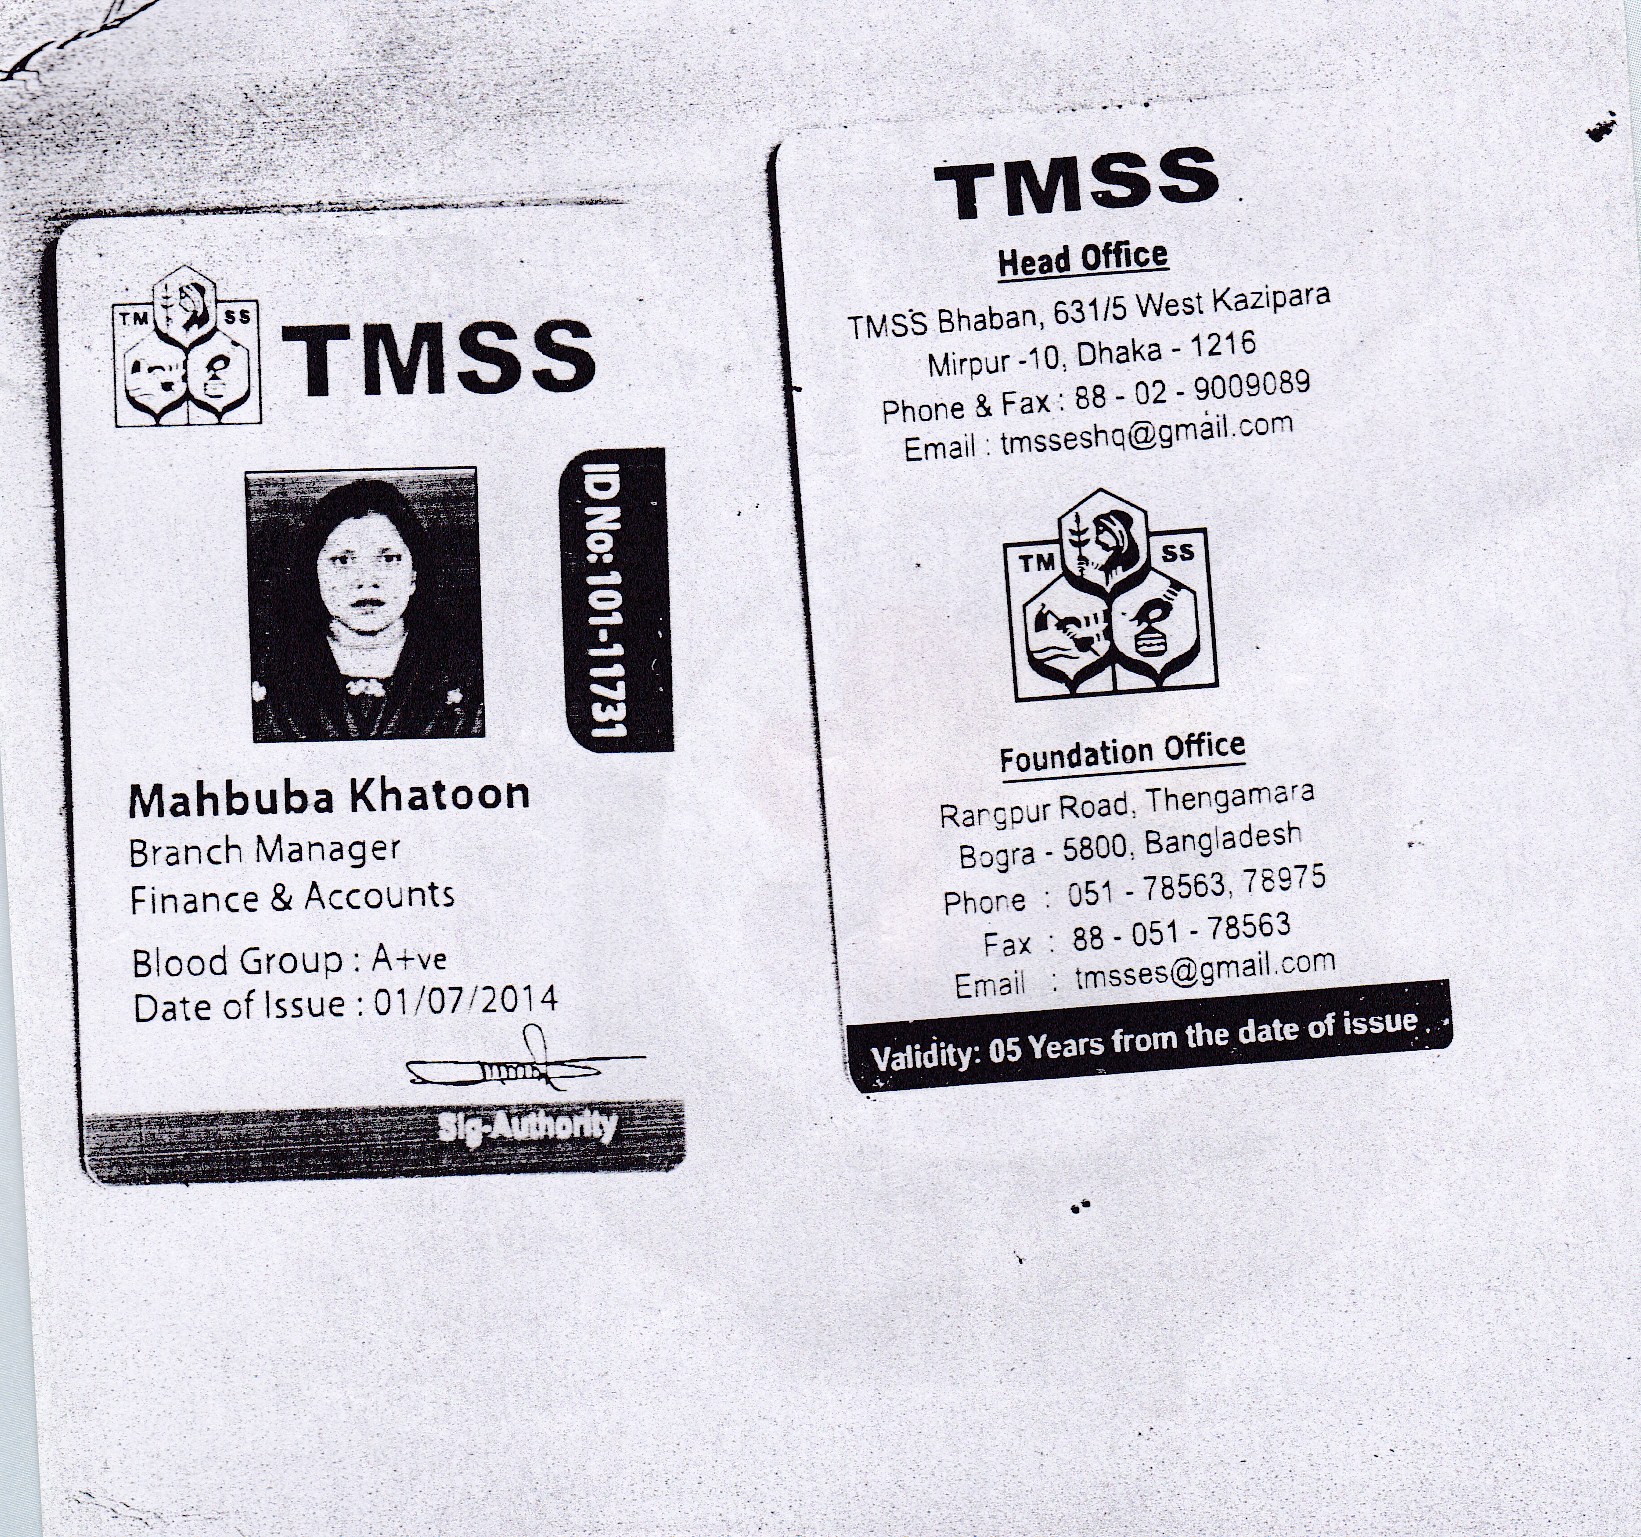 TM SS
TMSS
ID No: 101-11731
Mahbuba Khatoon
Branch Manager
Finance & Accounts
Blood Group : A+ve
Date of Issue : 01/07/2014
Sig-Authority
TMSS
Head Office
TMSS Bhaban, 631/5 West Kazipara
Mirpur -10, Dhaka - 1216
Phone & Fax : 88 - 02 - 9009089
Email : tmsseshq@gmail.com
TM SS
Foundation Office
Rangpur Road, Thengamara
Bogra - 5800, Bangladesh
Phone : 051 - 78563, 78975
Fax : 88 - 051 - 78563
Email : tmsses@gmail.com
Validity: 05 Years from the date of issue